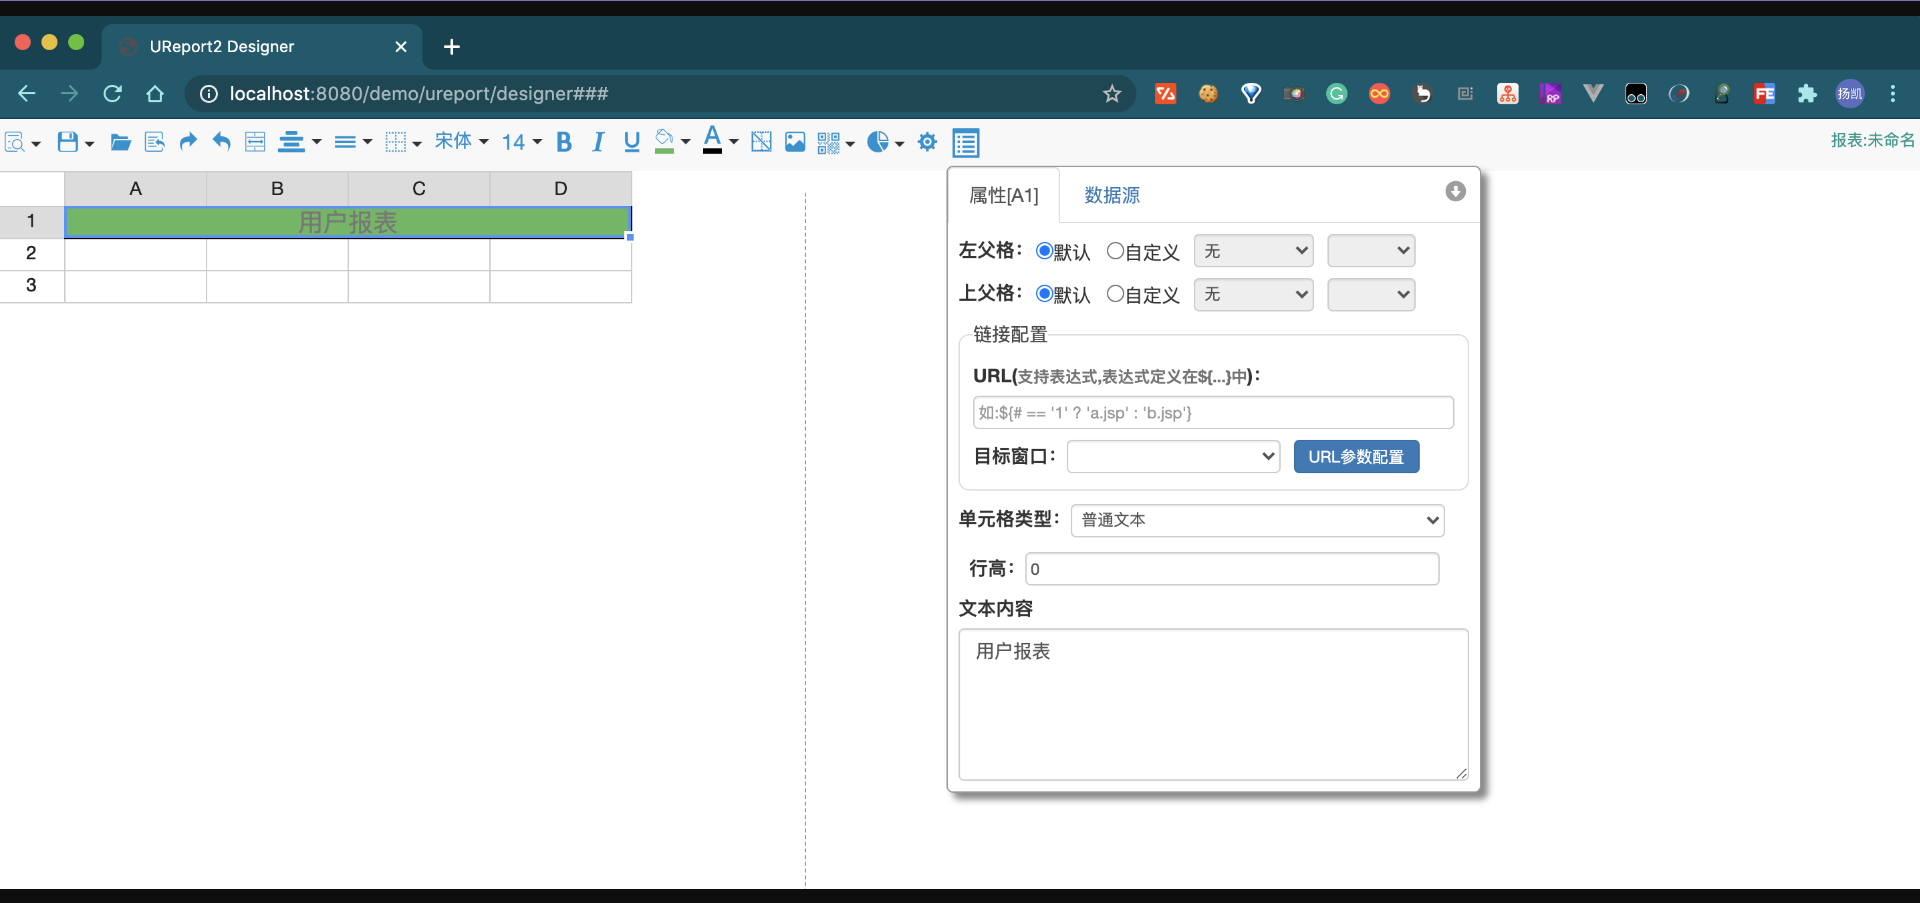 UReport2 Designer
localhost:8080/demo/ureport/designer###
FE
RP
扬凯
宋体 14 B I U A
报表:未命名
A B C D
1 用户报表
2
3
属性[A1] 数据源
左父格： 默认 自定义 无
上父格： 默认 自定义 无
链接配置
URL(支持表达式,表达式定义在${...}中)：
如:${# == '1' ? 'a.jsp' : 'b.jsp'}
目标窗口： URL参数配置
单元格类型： 普通文本
行高： 0
文本内容
用户报表